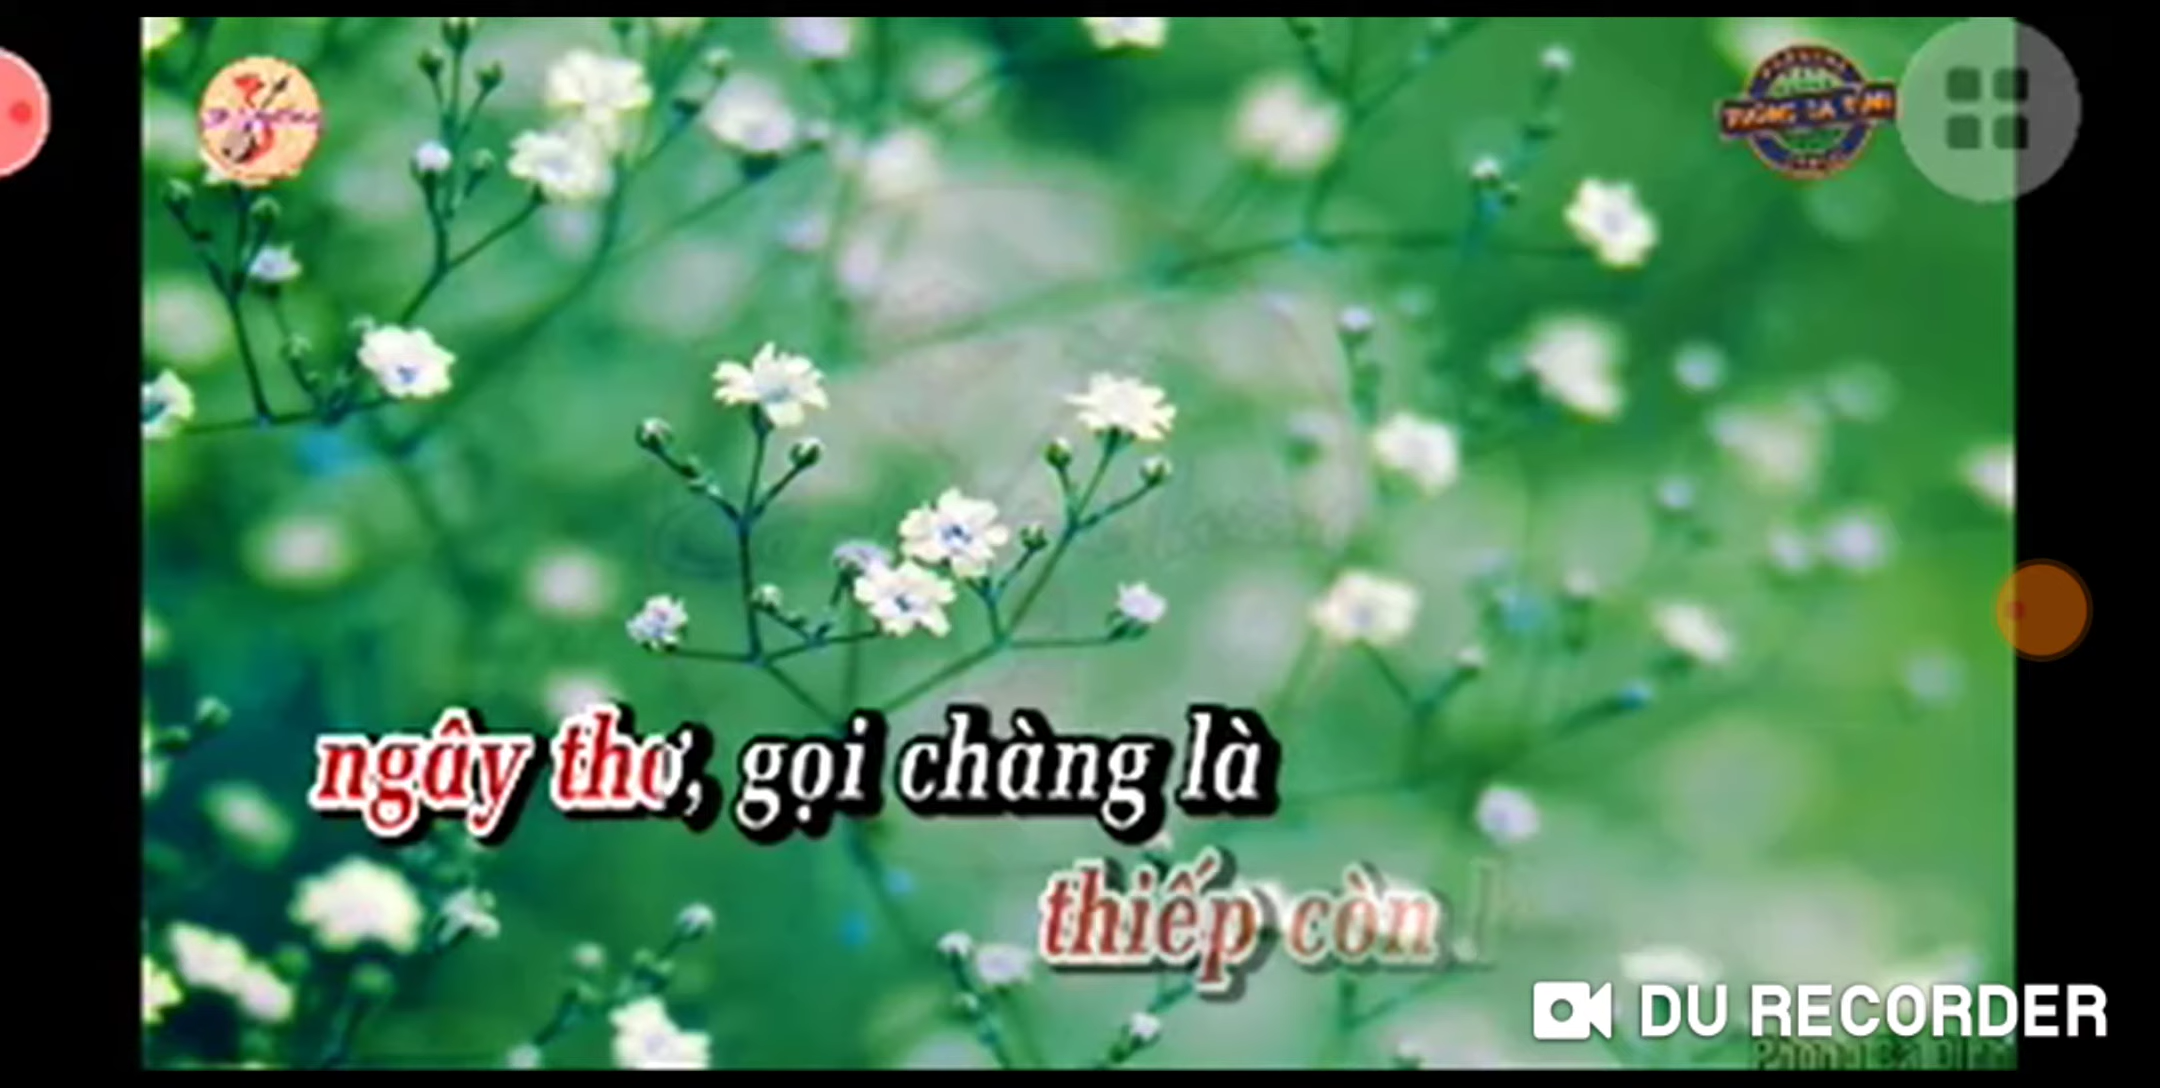 ngây thơ, gọi chàng là
thiếp còn
DU RECORDER